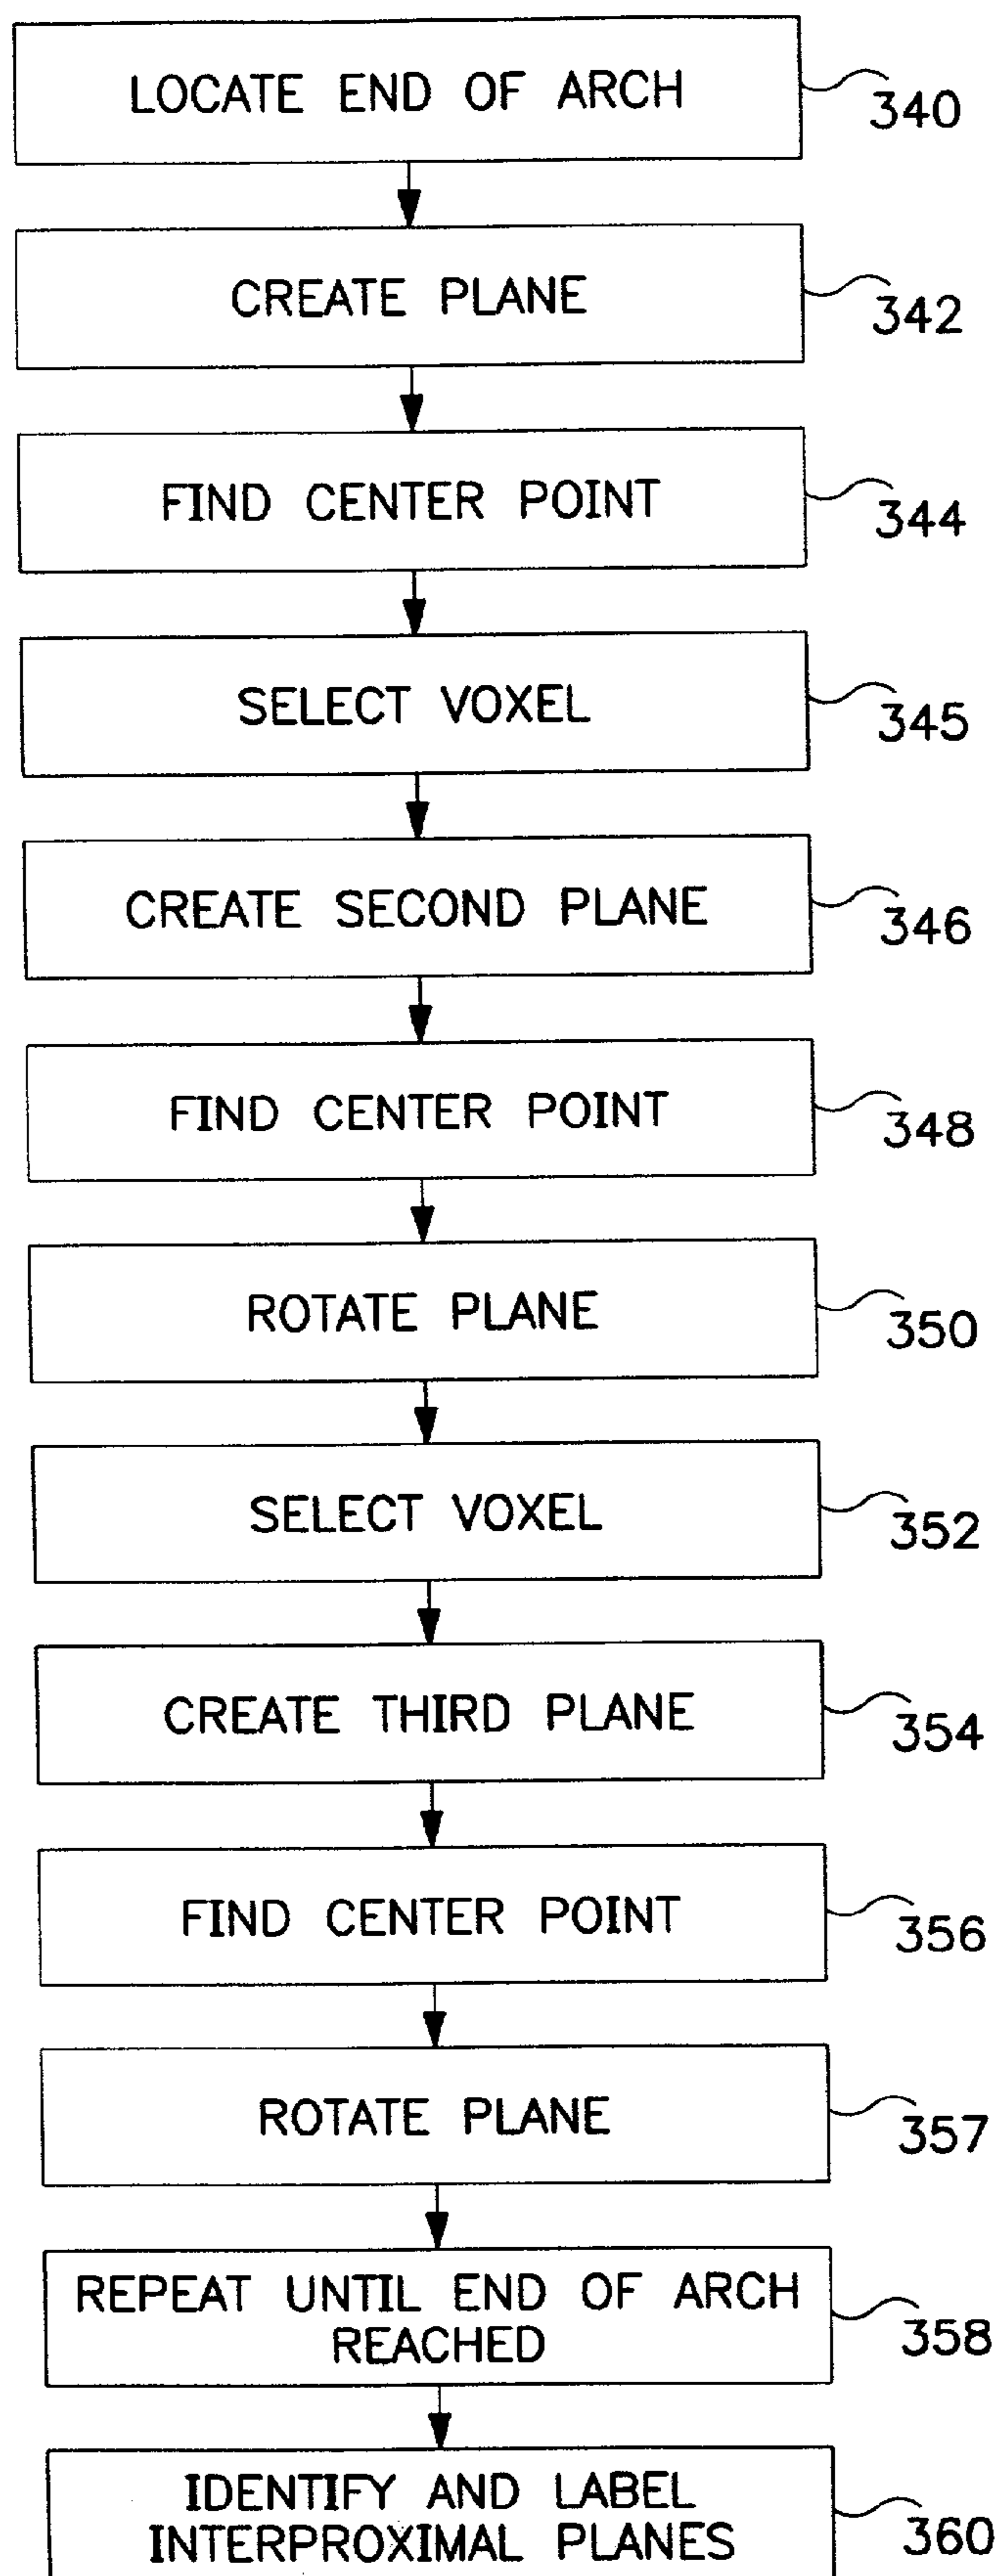 LOCATE END OF ARCH
340
CREATE PLANE
342
FIND CENTER POINT
344
SELECT VOXEL
345
CREATE SECOND PLANE
346
FIND CENTER POINT
348
ROTATE PLANE
350
SELECT VOXEL
352
CREATE THIRD PLANE
354
FIND CENTER POINT
356
ROTATE PLANE
357
REPEAT UNTIL END OF ARCH
REACHED
358
IDENTIFY AND LABEL
INTERPROXIMAL PLANES
360